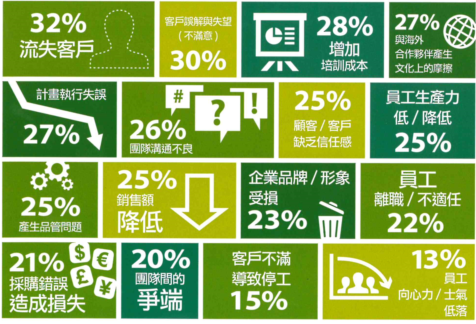 32%
流失客戶
客戶誤解與失望
(不滿意)
30%
28%
增加
培訓成本
27%
與海外
合作夥伴產生
文化上的摩擦
計畫執行失誤
27%
# ? !
26%
團隊溝通不良
25%
顧客/客戶
缺乏信任感
員工生產力
低/降低
25%
25%
產生品管問題
25%
銷售額
降低
企業品牌/形象
受損
23%
員工
離職/不適任
22%
21%
採購錯誤
造成損失
$ €
£ ¥
20%
團隊間的
爭端
客戶不滿
導致停工
15%
13%
員工
向心力/士氣
低落